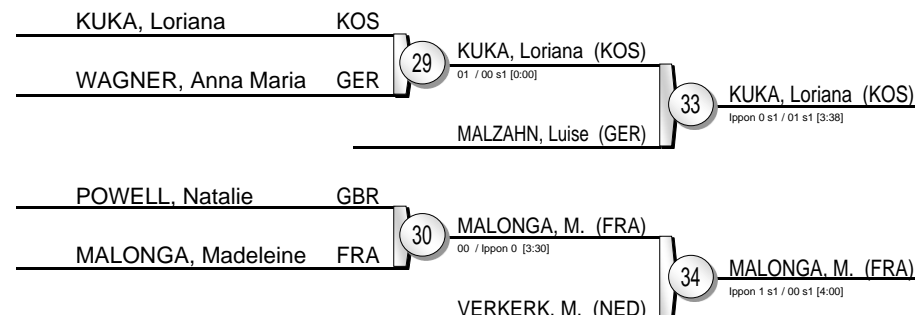 KUKA, Loriana KOS
29
KUKA, Loriana (KOS)
01 / 00 s1 [0:00]
WAGNER, Anna Maria GER
33
KUKA, Loriana (KOS)
Ippon 0 s1 / 01 s1 [3:38]
MALZAHN, Luise (GER)
POWELL, Natalie GBR
30
MALONGA, M. (FRA)
00 / Ippon 0 [3:30]
MALONGA, Madeleine FRA
34
MALONGA, M. (FRA)
Ippon 1 s1 / 00 s1 [4:00]
VERKERK, M. (NED)